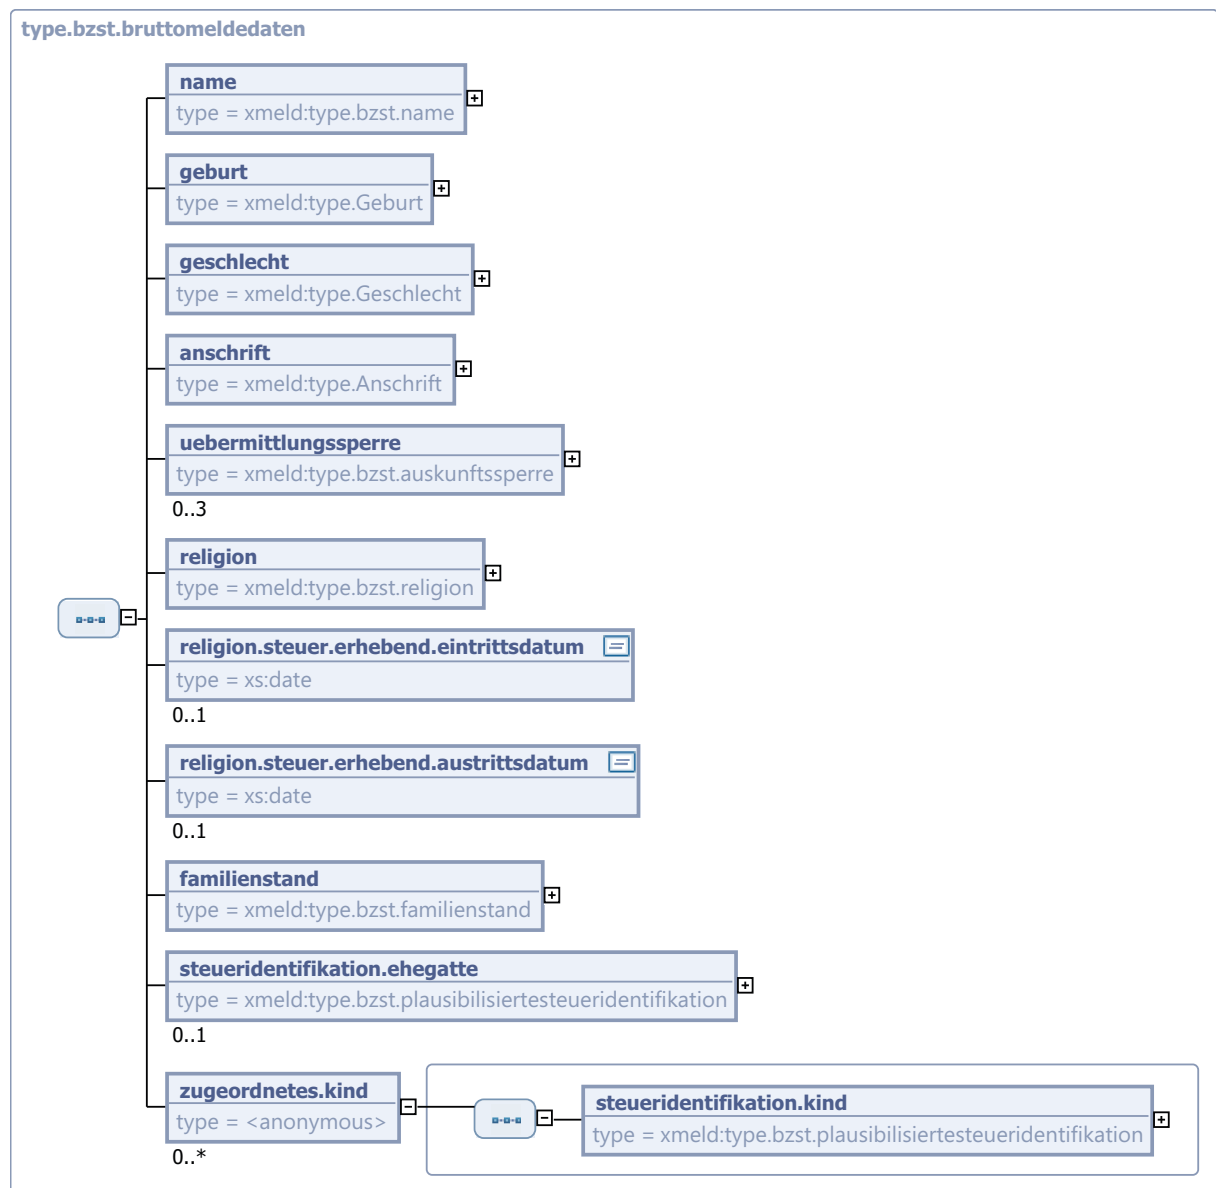 type.bzst.bruttomeldedaten
name
type = xmeld:type.bzst.name
geburt
type = xmeld:type.Geburt
geschlecht
type = xmeld:type.Geschlecht
anschrift
type = xmeld:type.Anschrift
uebermittlungssperre
type = xmeld:type.bzst.auskunftssperre
0..3
religion
type = xmeld:type.bzst.religion
religion.steuer.erhebend.eintrittsdatum
type = xs:date
0..1
religion.steuer.erhebend.austrittsdatum
type = xs:date
0..1
familienstand
type = xmeld:type.bzst.familienstand
steueridentifikation.ehegatte
type = xmeld:type.bzst.plausibilisiertesteueridentifikation
0..1
zugeordnetes.kind
type = <anonymous>
0..*
steueridentifikation.kind
type = xmeld:type.bzst.plausibilisiertesteueridentifikation